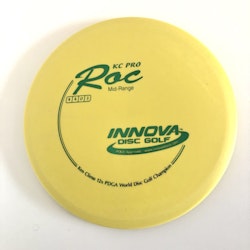 KC PRO
Roc
Mid-Range
INNOVA
DISC GOLF
Ken Climo 12x PDGA World Disc Golf Champion